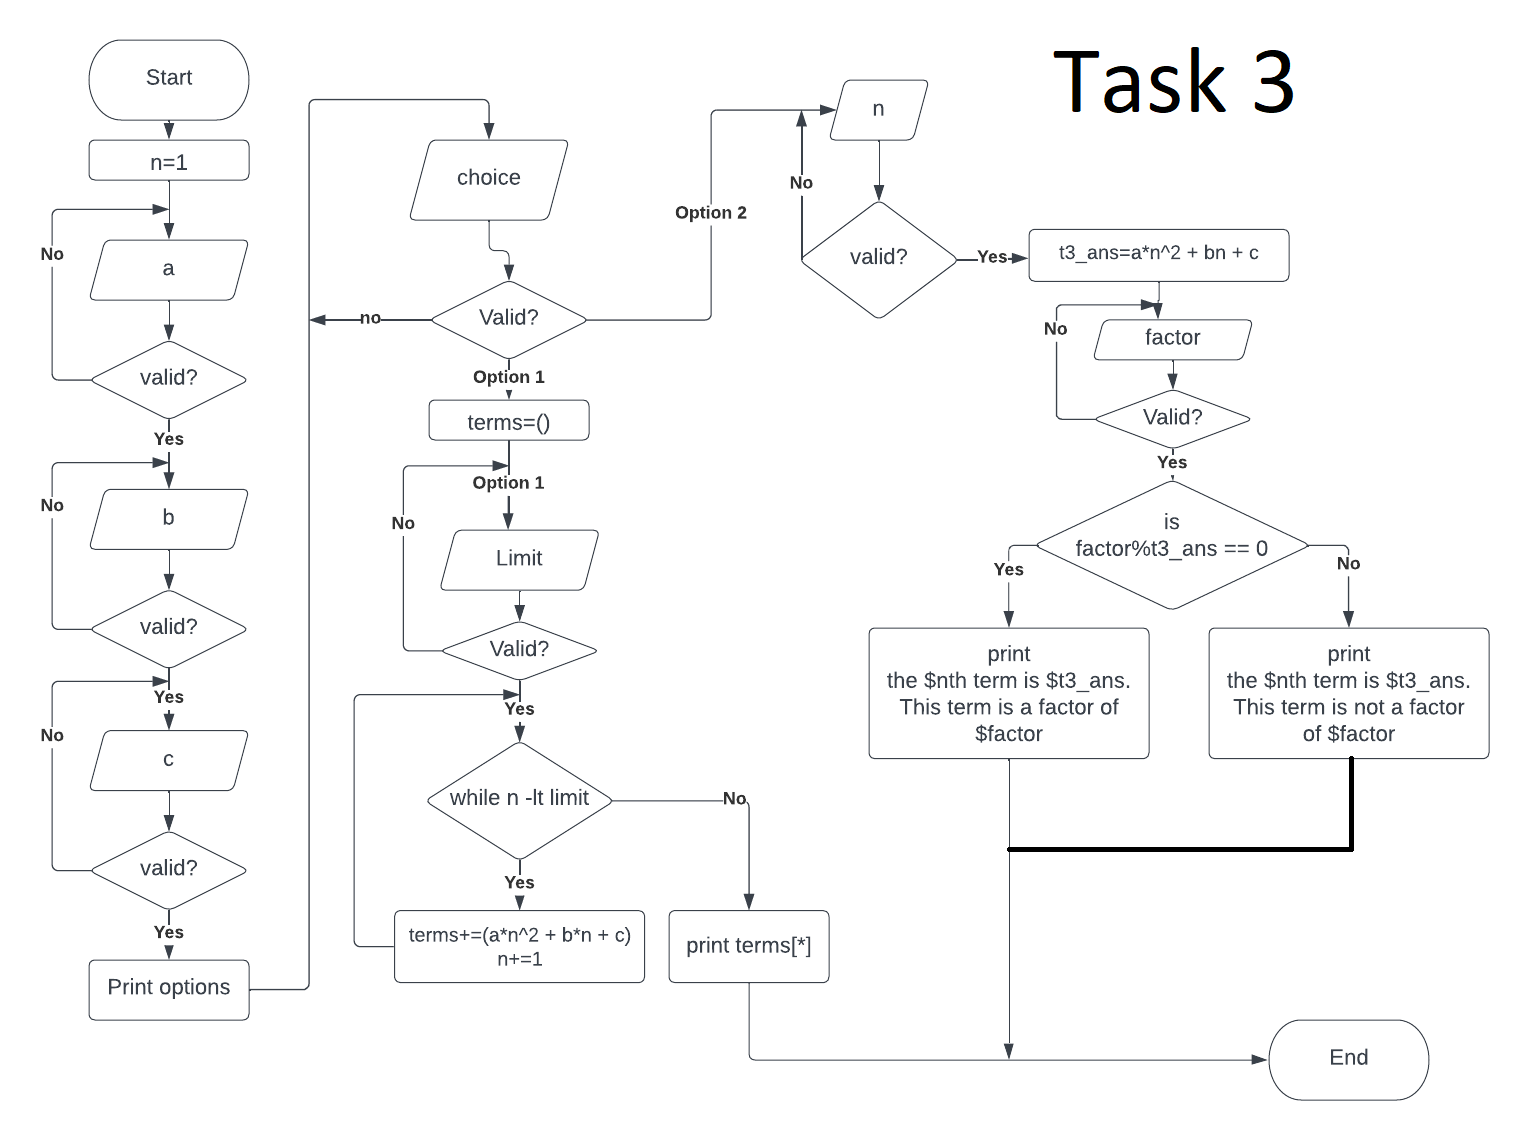 Task 3
Start
n=1
No
a
valid?
Yes
No
b
valid?
Yes
No
c
valid?
Yes
Print options
choice
Valid?
no
Option 1
terms=()
Option 1
No
Limit
Valid?
Yes
while n -lt limit
No
Yes
terms+=(a*n^2 + b*n + c)
n+=1
print terms[*]
Option 2
n
No
valid?
Yes
t3_ans=a*n^2 + bn + c
No
factor
Valid?
Yes
is
factor%t3_ans == 0
Yes
No
print
the $nth term is $t3_ans.
This term is a factor of
$factor
print
the $nth term is $t3_ans.
This term is not a factor
of $factor
End